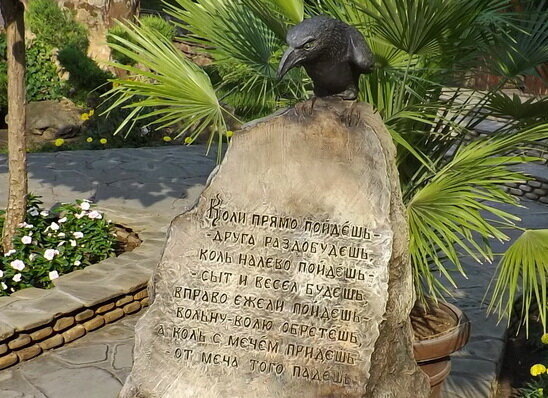 Коли прямо пойдёшь -
- друга раздобудешь,
коль налево пойдёшь -
- сыт и весел будешь.
вправо ежели пойдёшь -
вольну-волю обретёшь,
а коль с мечём придёшь -
- от меча того падёшь.